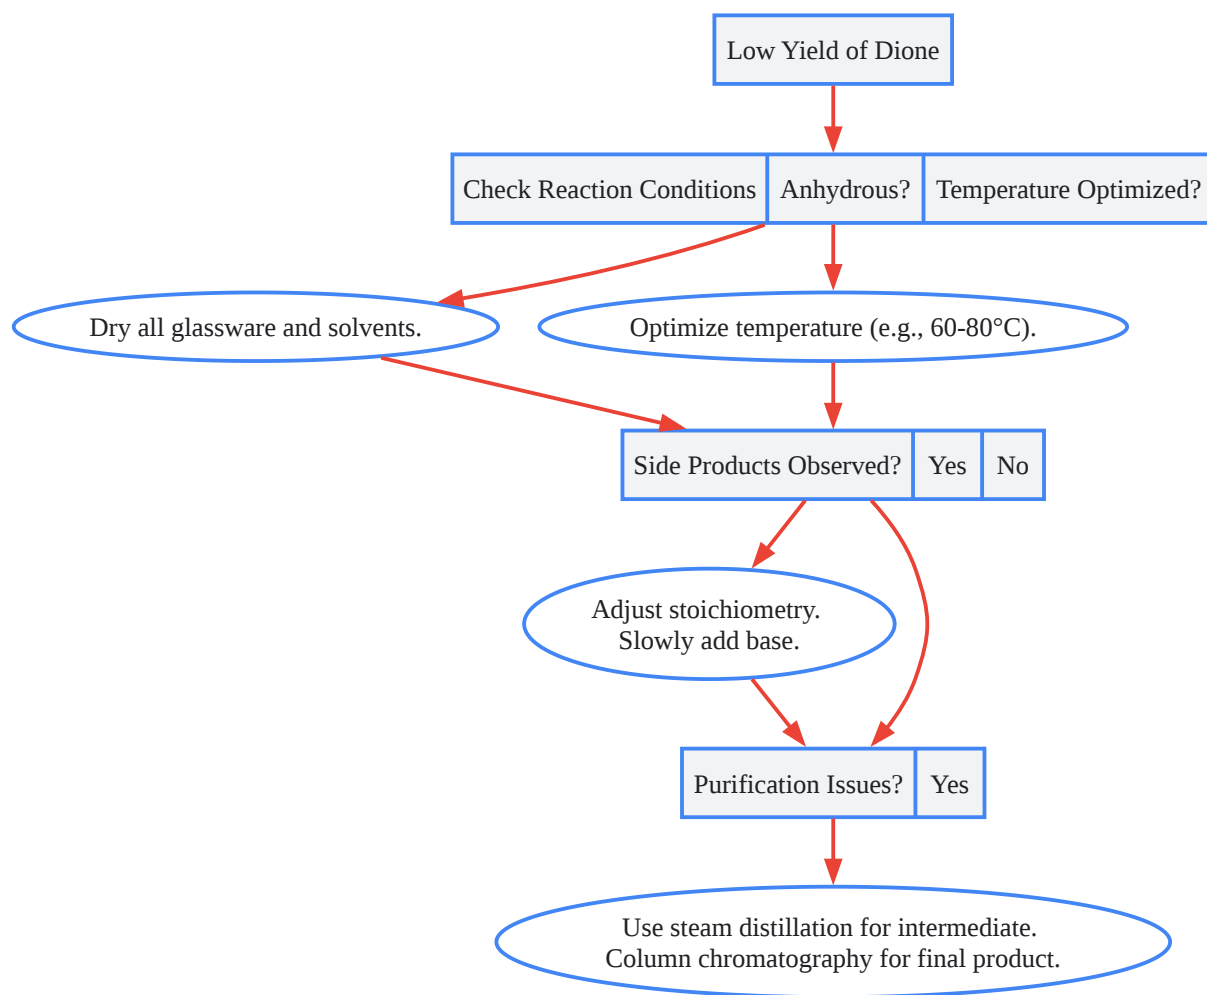 Low Yield of Dione
Check Reaction Conditions
Anhydrous?
Temperature Optimized?
Dry all glassware and solvents.
Optimize temperature (e.g., 60-80°C).
Side Products Observed?
Yes
No
Adjust stoichiometry.
Slowly add base.
Purification Issues?
Yes
Use steam distillation for intermediate.
Column chromatography for final product.